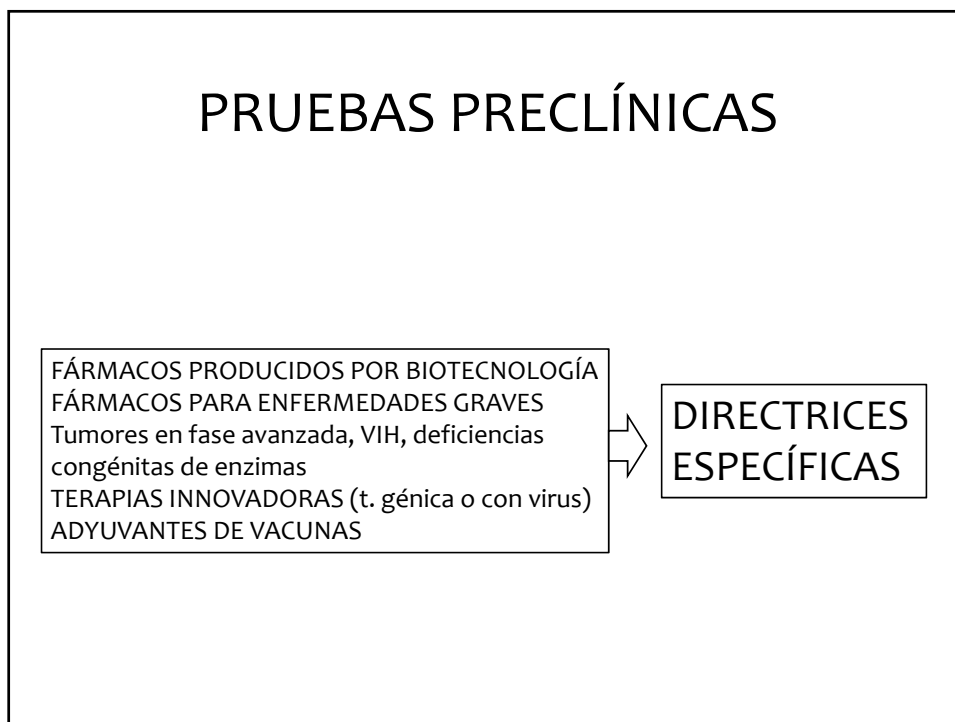 PRUEBAS PRECLÍNICAS
FÁRMACOS PRODUCIDOS POR BIOTECNOLOGÍA
FÁRMACOS PARA ENFERMEDADES GRAVES
Tumores en fase avanzada, VIH, deficiencias
congénitas de enzimas
TERAPIAS INNOVADORAS (t. génica o con virus)
ADYUVANTES DE VACUNAS
DIRECTRICES
ESPECÍFICAS